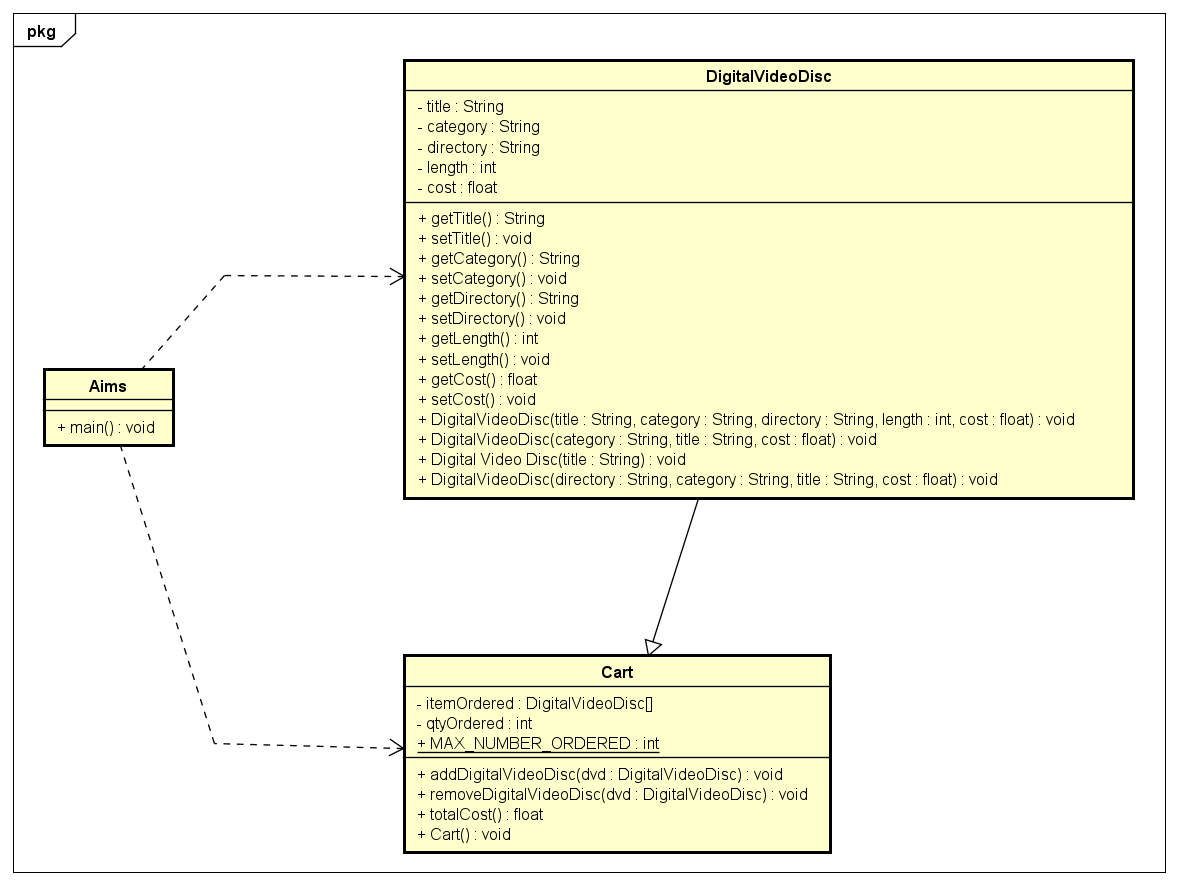 pkg
DigitalVideoDisc
- title : String
- category : String
- directory : String
- length : int
- cost : float
+ getTitle() : String
+ setTitle() : void
+ getCategory() : String
+ setCategory() : void
+ getDirectory() : String
+ setDirectory() : void
+ getLength() : int
+ setLength() : void
+ getCost() : float
+ setCost() : void
+ DigitalVideoDisc(title : String, category : String, directory : String, length : int, cost : float) : void
+ DigitalVideoDisc(category : String, title : String, cost : float) : void
+ Digital Video Disc(title : String) : void
+ DigitalVideoDisc(directory : String, category : String, title : String, cost : float) : void
Aims
+ main() : void
Cart
- itemOrdered : DigitalVideoDisc[]
- qtyOrdered : int
+ MAX_NUMBER_ORDERED : int
+ addDigitalVideoDisc(dvd : DigitalVideoDisc) : void
+ removeDigitalVideoDisc(dvd : DigitalVideoDisc) : void
+ totalCost() : float
+ Cart() : void